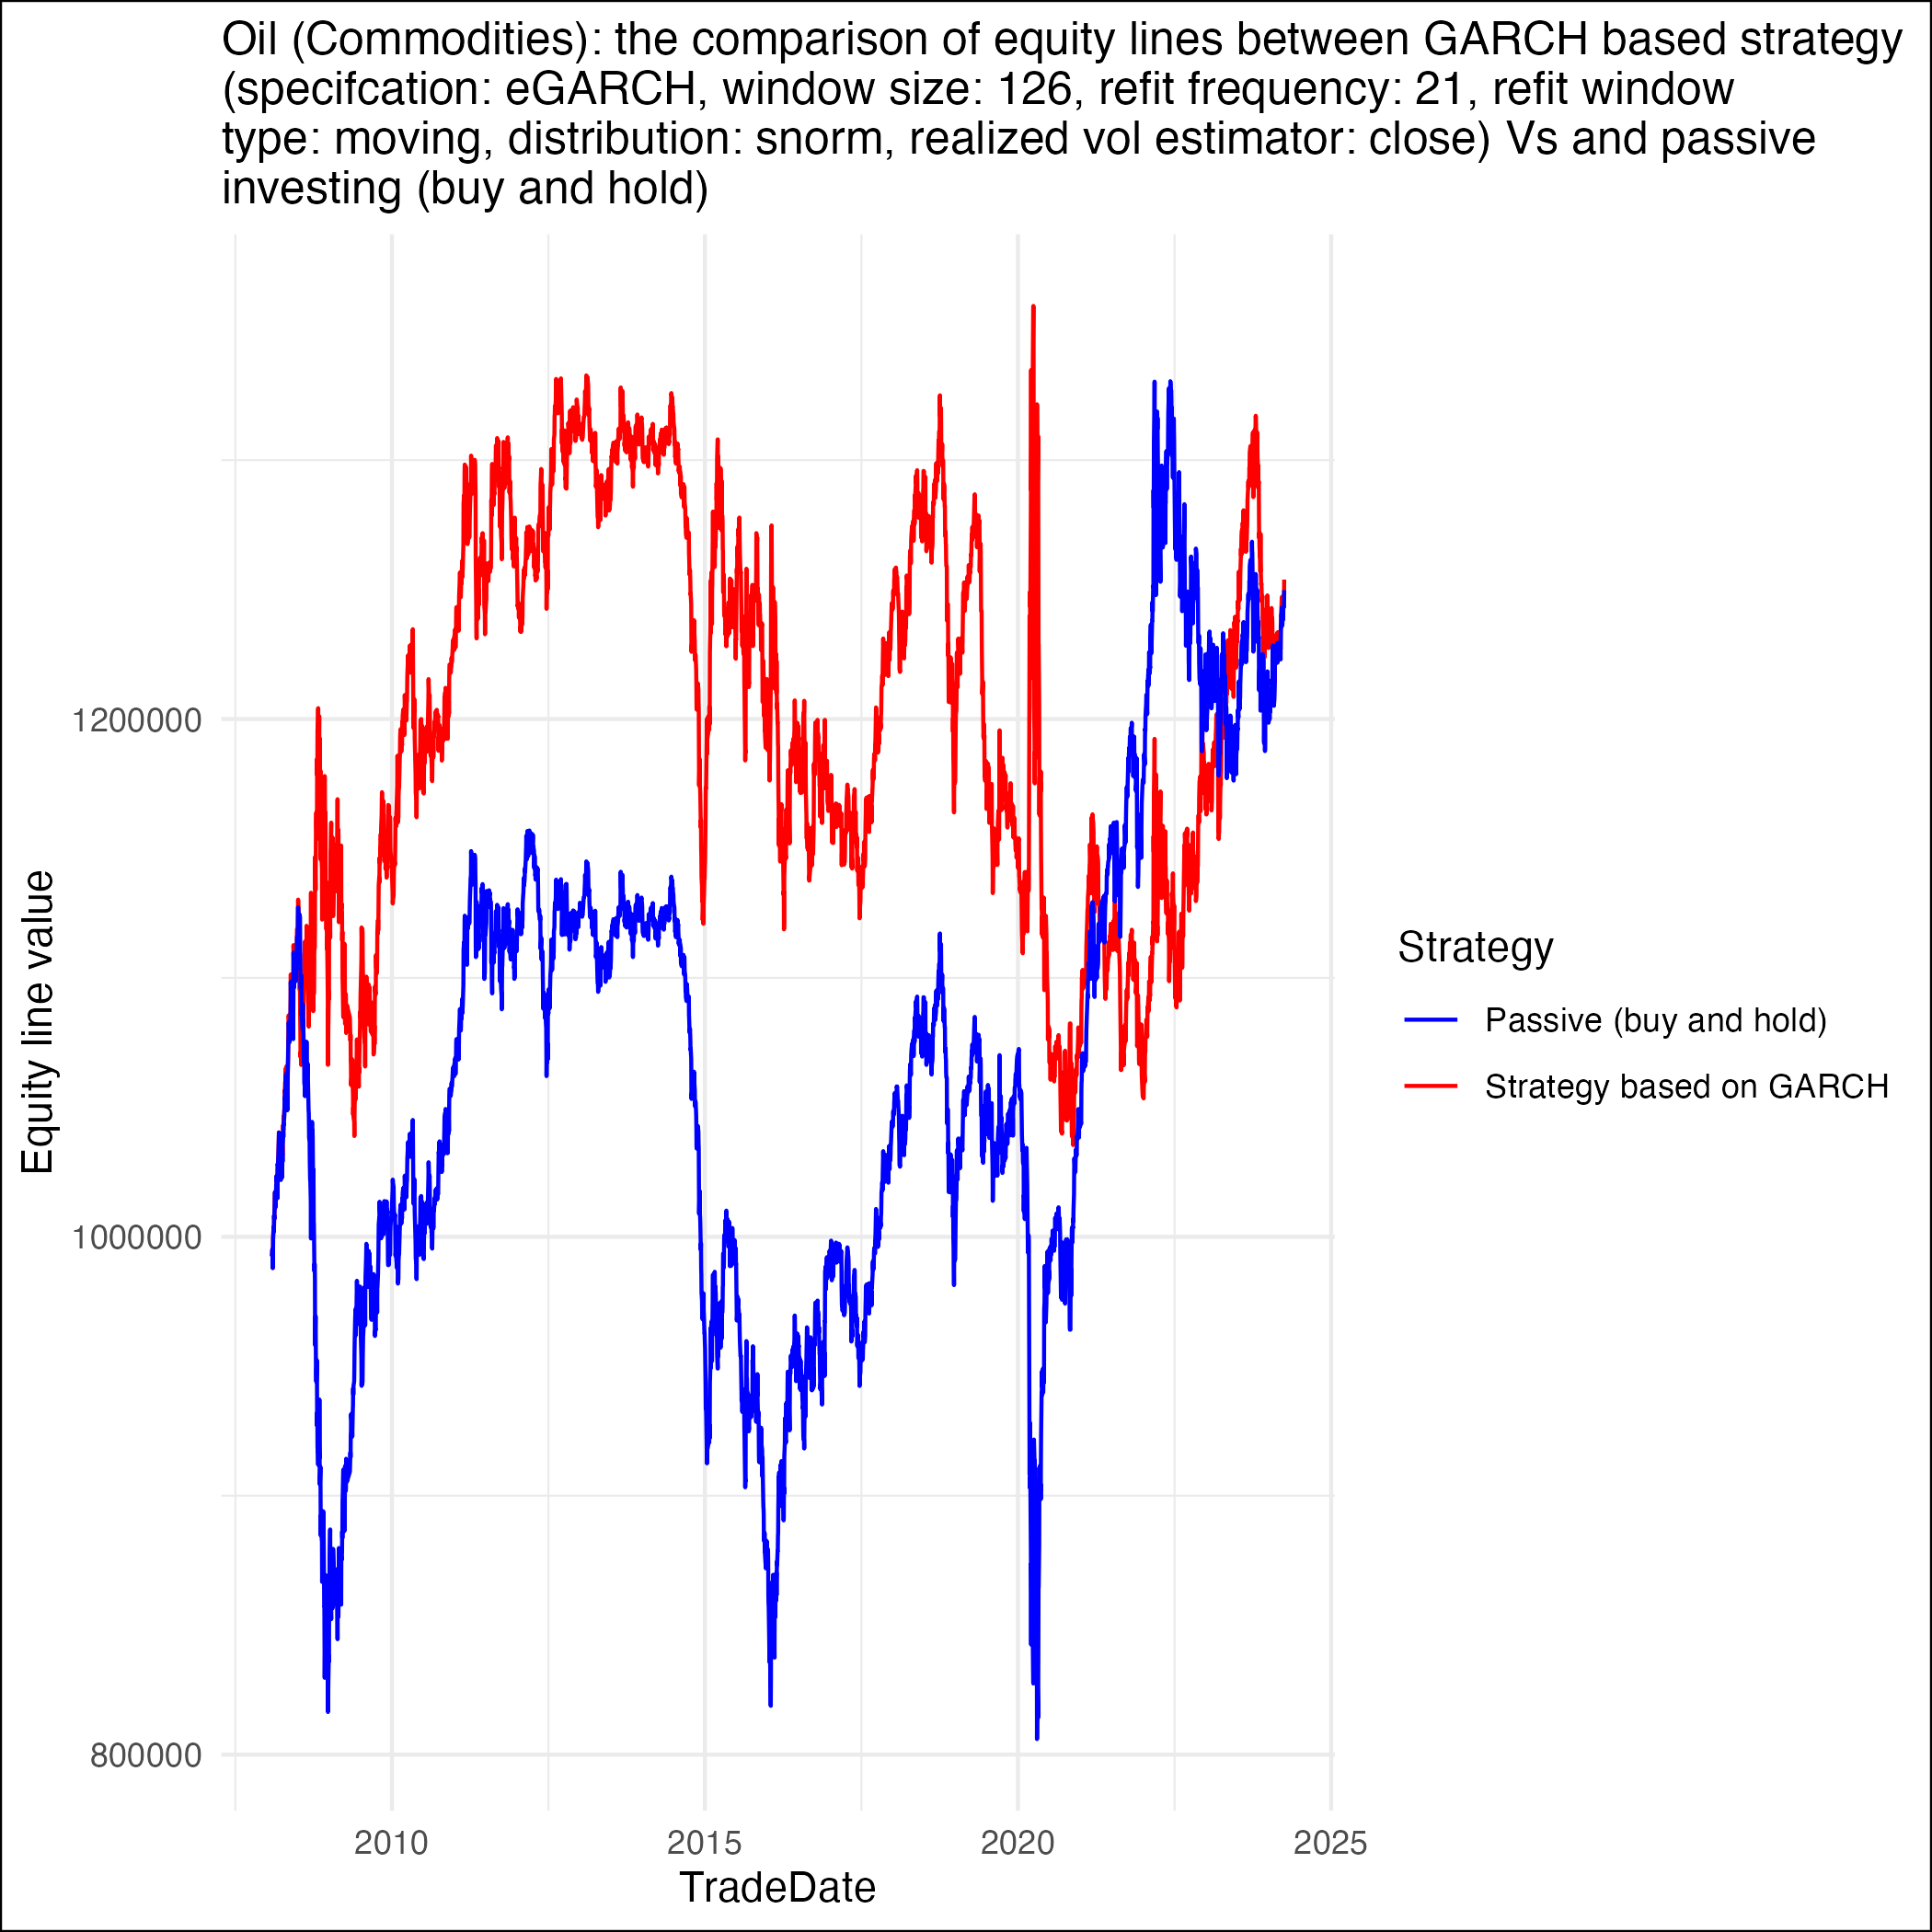 Oil (Commodities): the comparison of equity lines between GARCH based strategy
(specifcation: eGARCH, window size: 126, refit frequency: 21, refit window
type: moving, distribution: snorm, realized vol estimator: close) Vs and passive
investing (buy and hold)
Equity line value
1200000
1000000
800000
2010
2015
2020
2025
TradeDate
Strategy
Passive (buy and hold)
Strategy based on GARCH